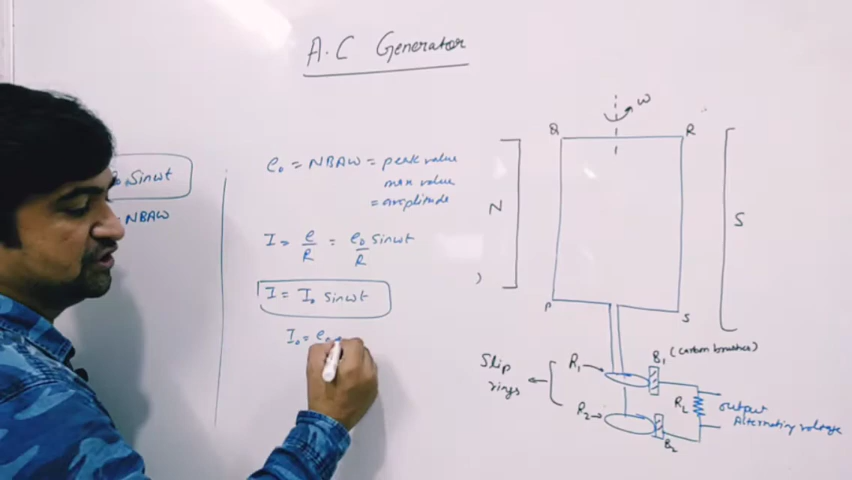 A.C Generator
Sinωt
NBAω
e₀ = NBAω = peak value
max value
= amplitude
I = e/R = e₀/R sinωt
I = I₀ sinωt
I₀ = e₀
ω
Q
R
N
S
P
S
Slip
rings
R₁
R₂
B₁ (carbon brushes)
B₂
R_L
output
Alternating voltage